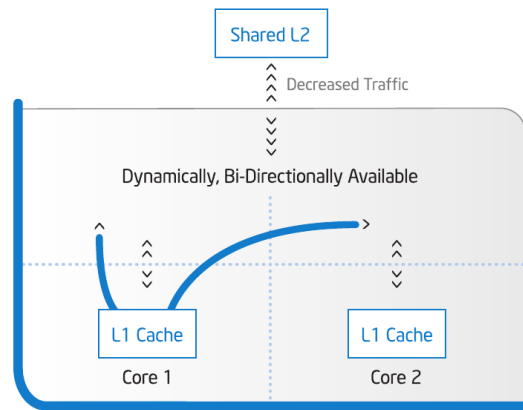 Shared L2
Decreased Traffic
Dynamically, Bi-Directionally Available
L1 Cache
L1 Cache
Core 1
Core 2